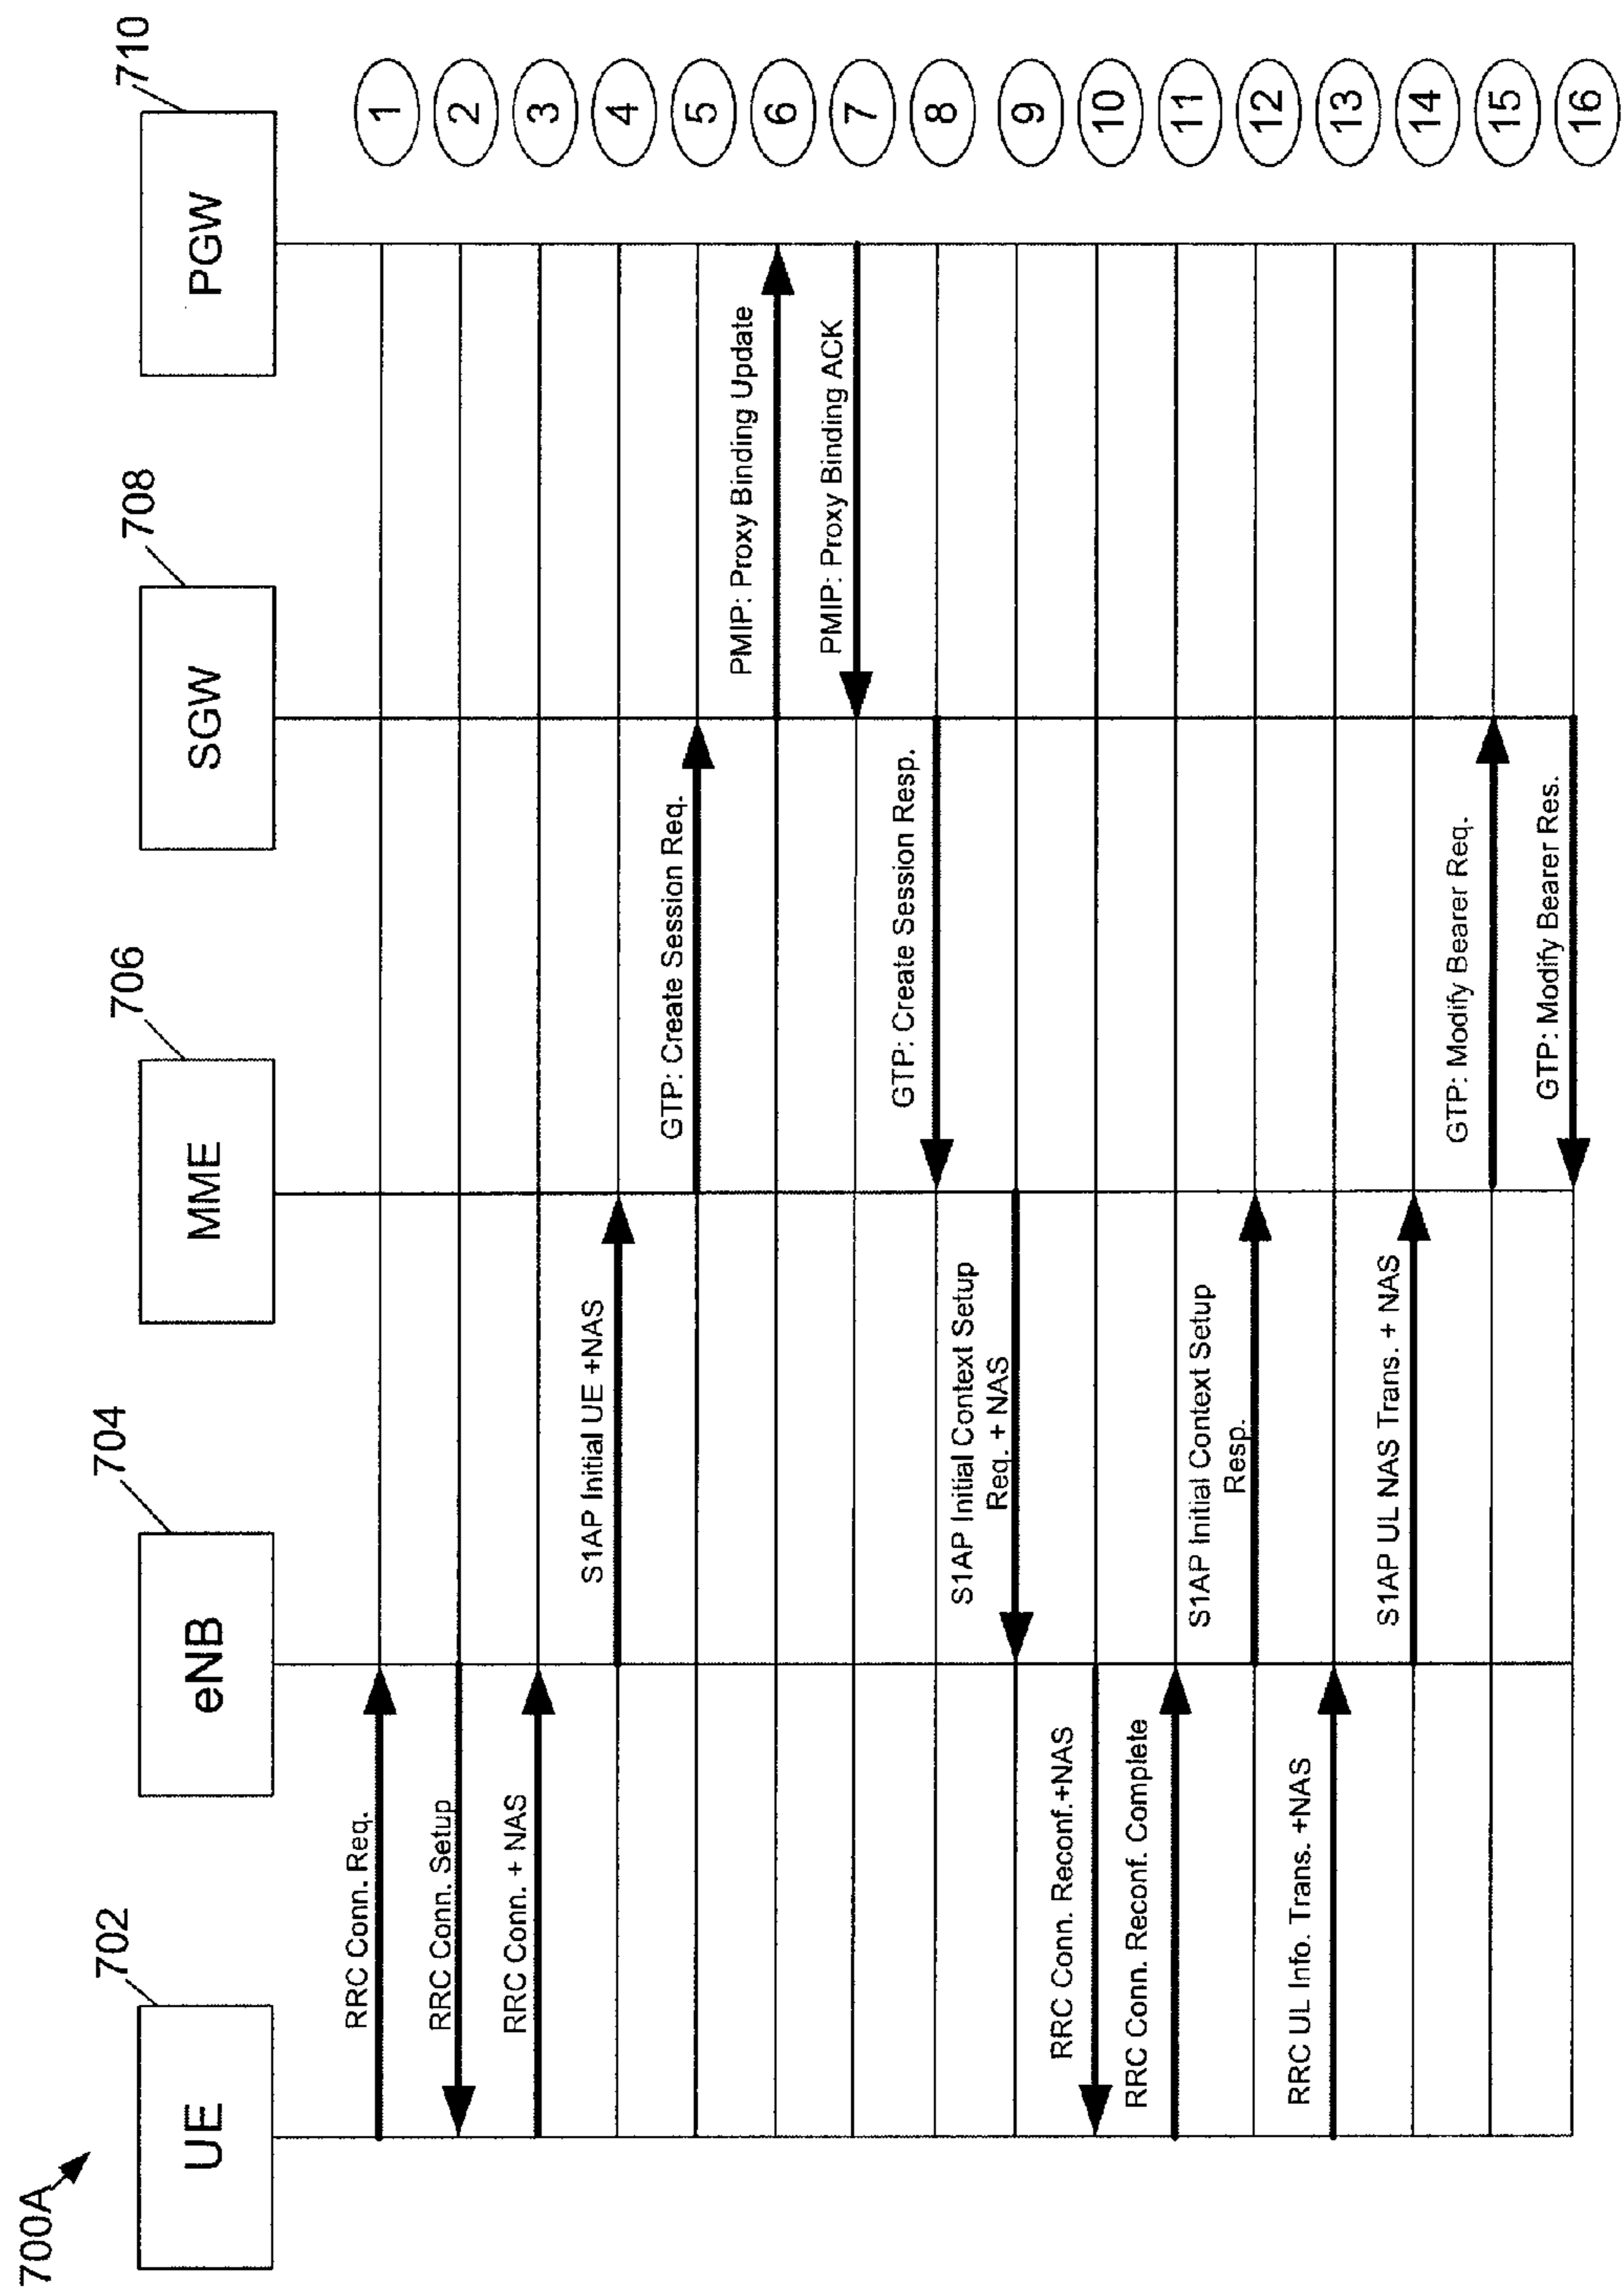 700A
702
704
706
708
710
UE
eNB
MME
SGW
PGW
RRC Conn. Req.
1
RRC Conn. Setup
2
RRC Conn. + NAS
3
S1AP Initial UE +NAS
4
GTP: Create Session Req.
5
PMIP: Proxy Binding Update
6
PMIP: Proxy Binding ACK
7
GTP: Create Session Resp.
8
S1AP Initial Context Setup
Req. + NAS
9
RRC Conn. Reconf.+NAS
10
RRC Conn. Reconf. Complete
11
S1AP Initial Context Setup
Resp.
12
RRC UL Info. Trans. +NAS
13
S1AP UL NAS Trans. + NAS
14
GTP: Modify Bearer Req.
15
GTP: Modify Bearer Res.
16